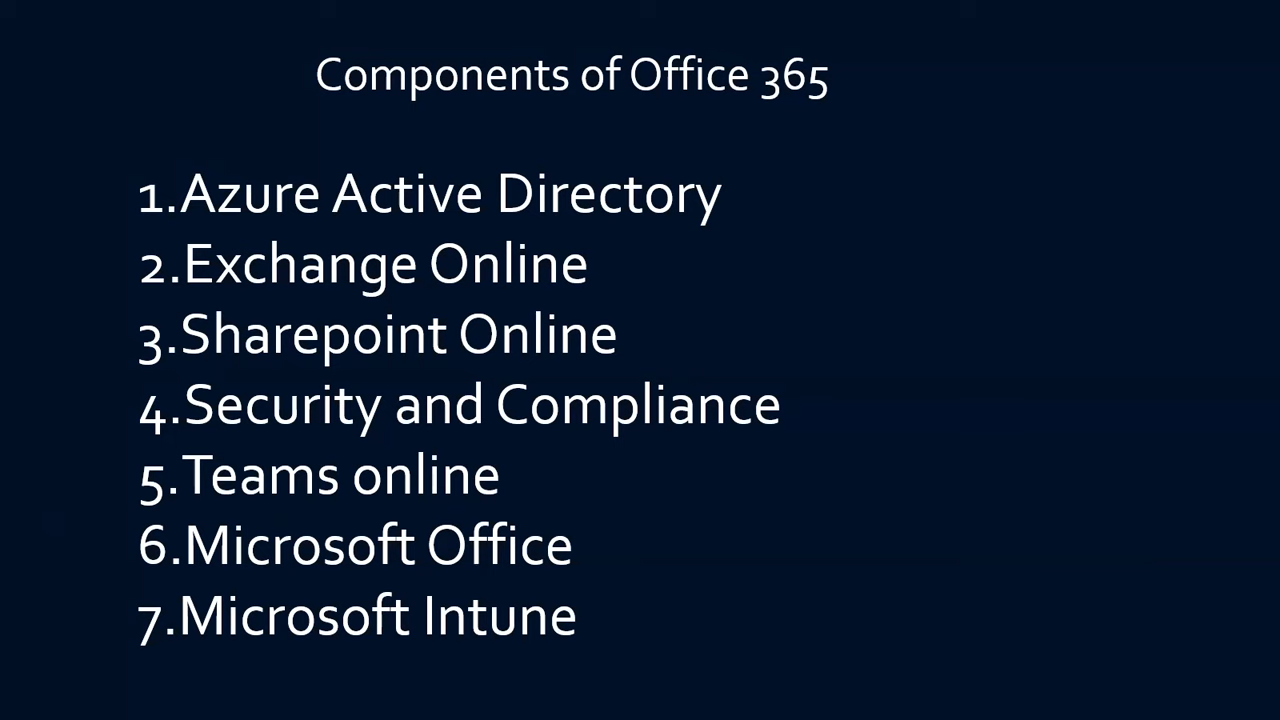 Components of Office 365
1.Azure Active Directory
2.Exchange Online
3.Sharepoint Online
4.Security and Compliance
5.Teams online
6.Microsoft Office
7.Microsoft Intune